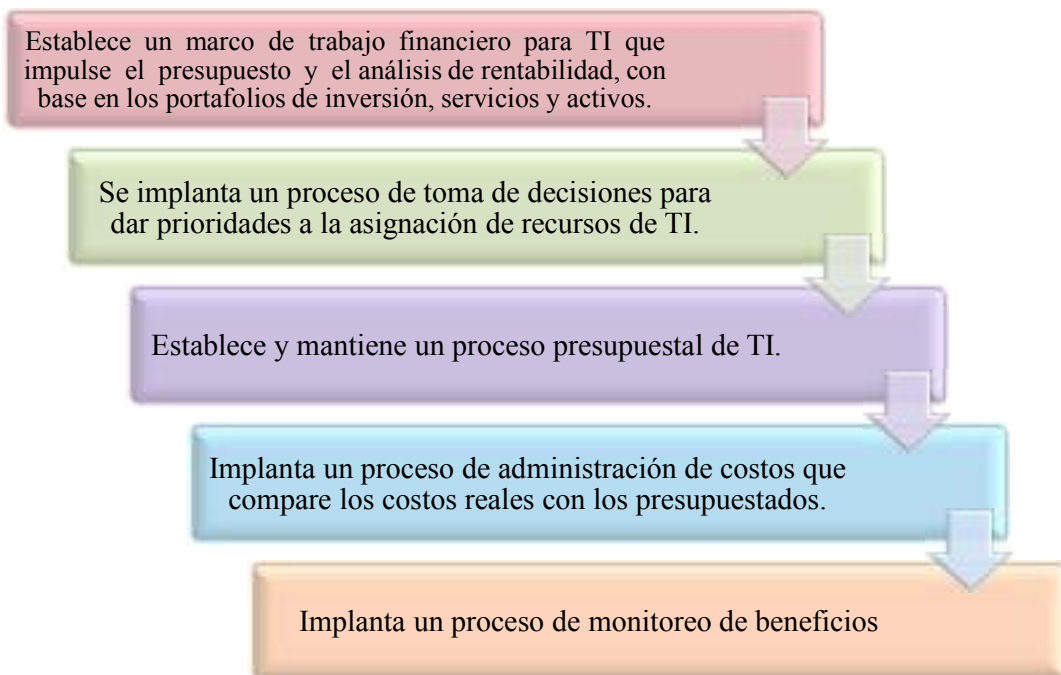 Establece un marco de trabajo financiero para TI que
impulse el presupuesto y el análisis de rentabilidad, con
base en los portafolios de inversión, servicios y activos.
Se implanta un proceso de toma de decisiones para
dar prioridades a la asignación de recursos de TI.
Establece y mantiene un proceso presupuestal de TI.
Implanta un proceso de administración de costos que
compare los costos reales con los presupuestados.
Implanta un proceso de monitoreo de beneficios